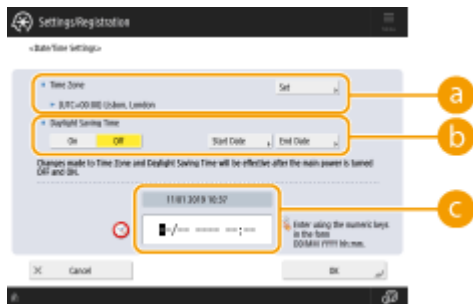 Settings/Registration
<Date/Time Settings>
Time Zone
Set
(UTC+00:00) Lisbon, London
a
Daylight Saving Time
On
Off
Start Date
End Date
b
Changes made to Time Zone and Daylight Saving Time will be effective after the main power is turned
OFF and ON.
11/01 2019 10:37
--/-- ---- --:--
c
Enter using the numeric keys
in the form
DD/MM YYYY hh:mm.
Cancel
OK